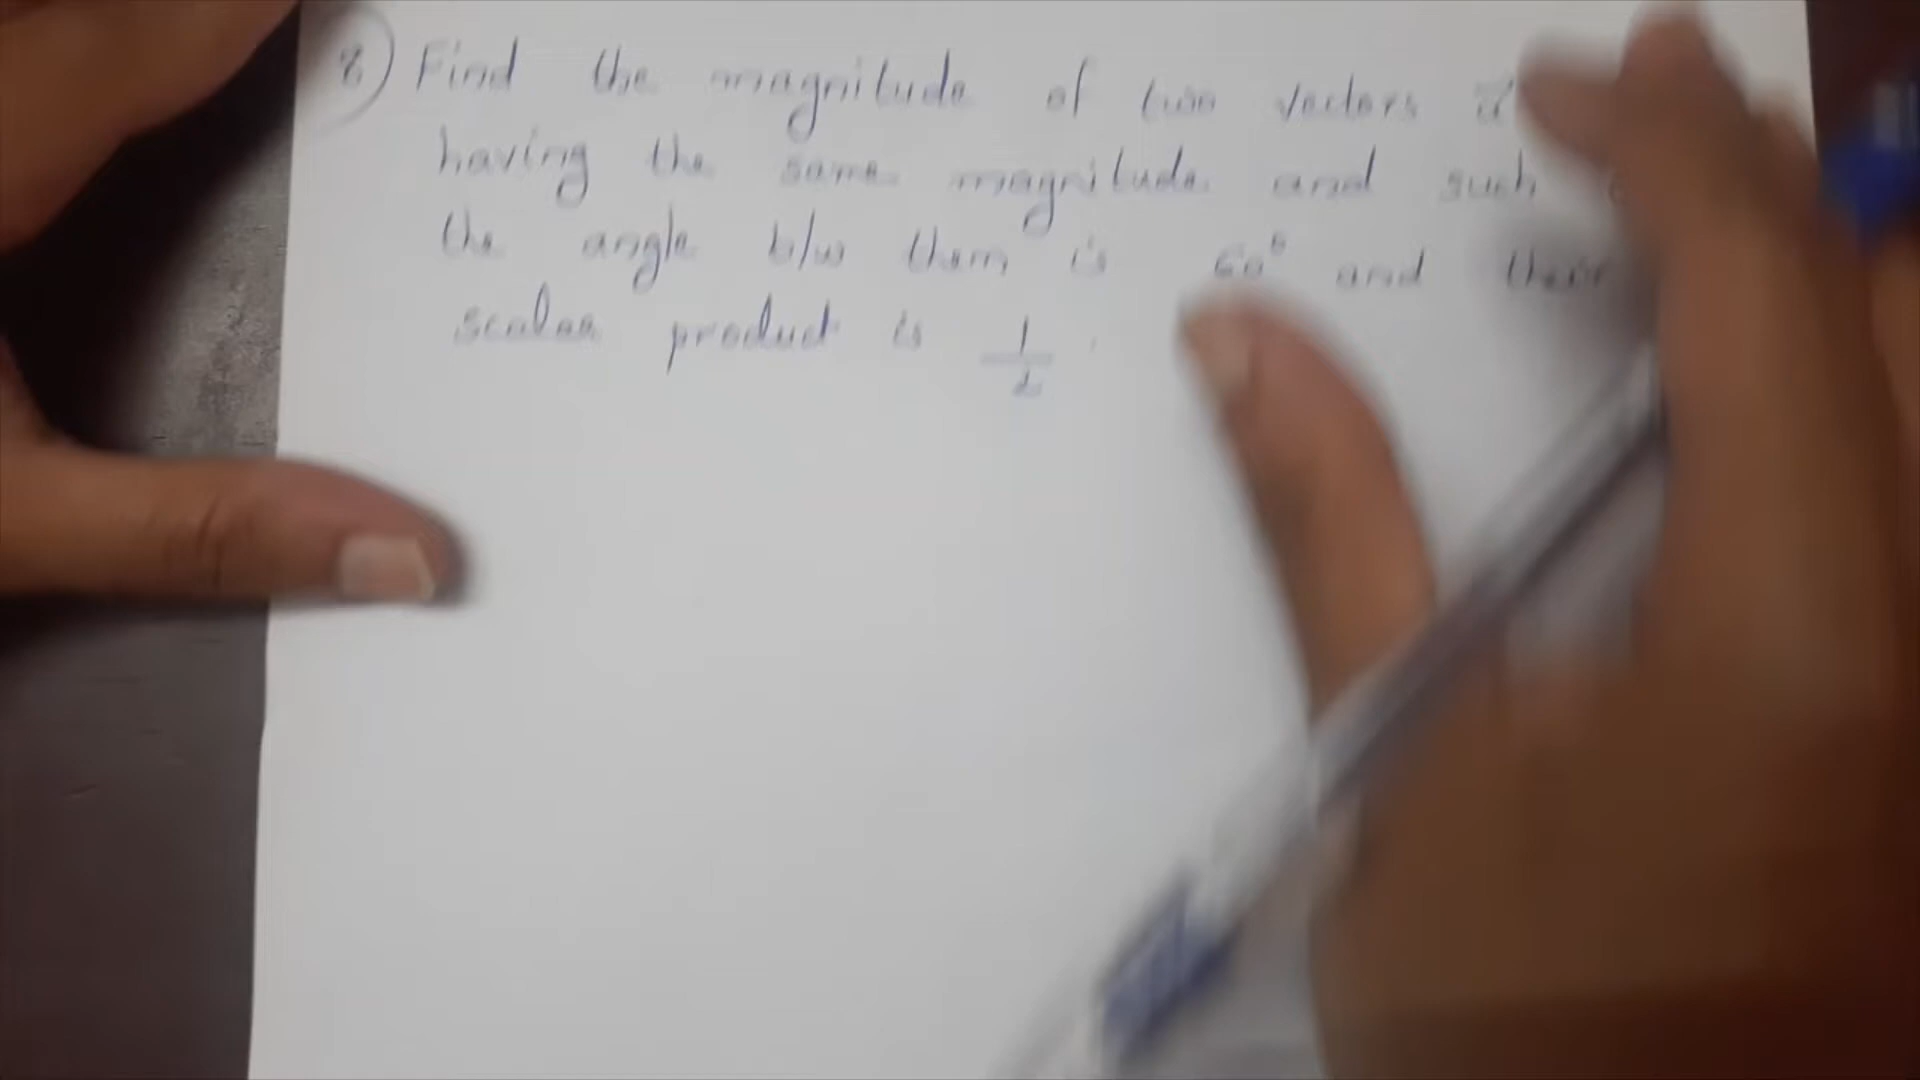 8) Find the magnitude of two vectors a⃗
having the same magnitude and such
the angle b/w them is 60° and their
scalar product is 1/2.